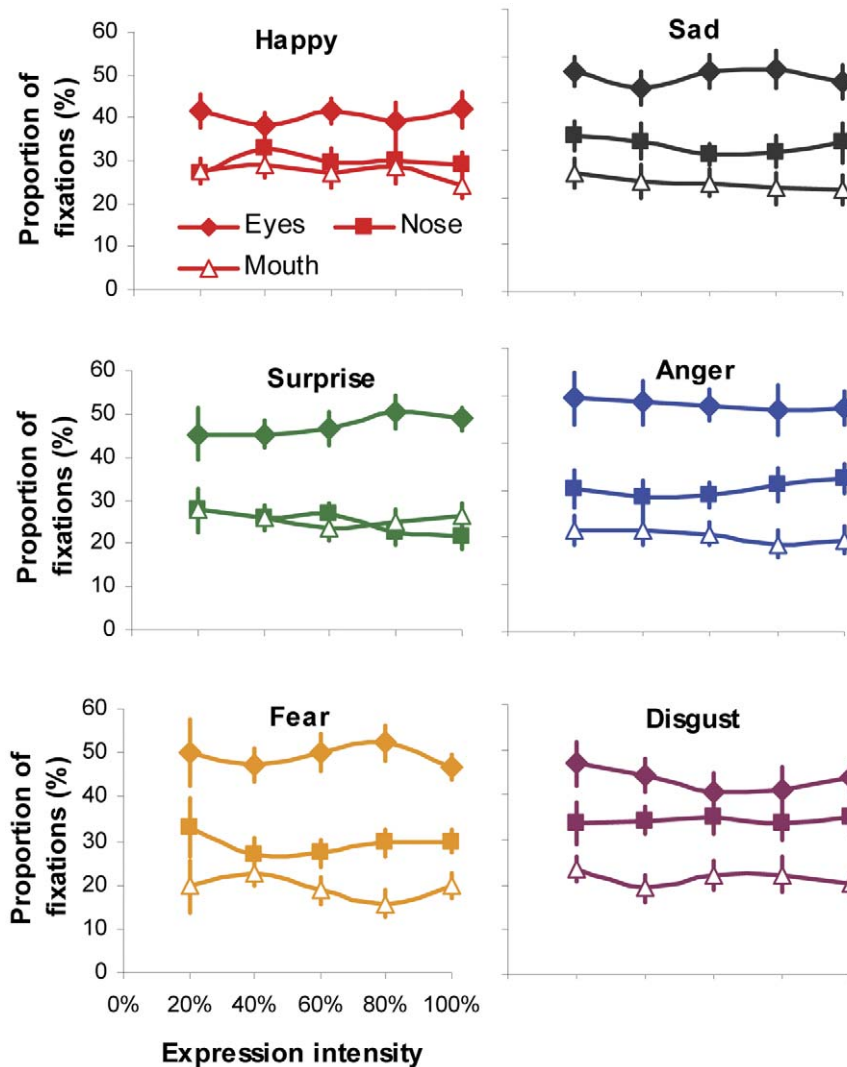 Happy
Sad
Proportion of
fixations (%)
60
50
40
30
20
10
0
Eyes
Nose
Mouth
Surprise
Anger
Proportion of
fixations (%)
60
50
40
30
20
10
0
Fear
Disgust
Proportion of
fixations (%)
60
50
40
30
20
10
0
0% 20% 40% 60% 80% 100%
Expression intensity